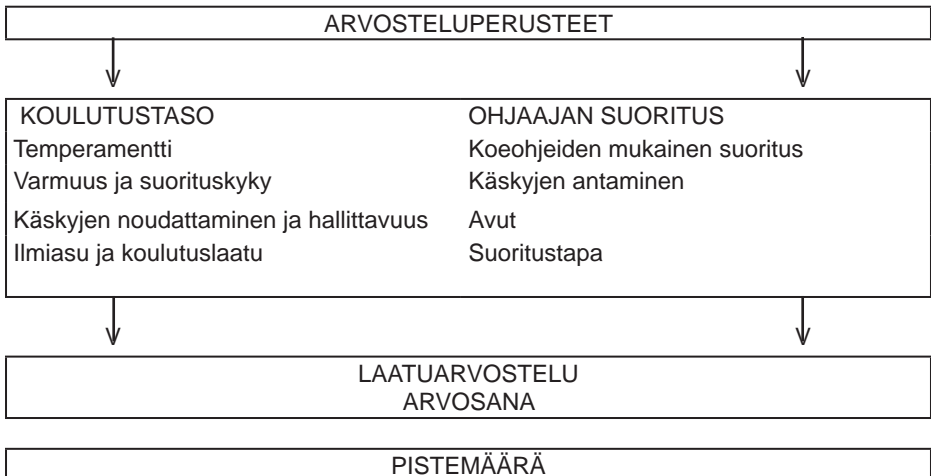 ARVOSTELUPERUSTEET
KOULUTUSTASO
Temperamentti
Varmuus ja suorituskyky
Käskyjen noudattaminen ja hallittavuus
Ilmiasu ja koulutuslaatu
OHJAAJAN SUORITUS
Koeohjeiden mukainen suoritus
Käskyjen antaminen
Avut
Suoritustapa
LAATUARVOSTELU
ARVOSANA
PISTEMÄÄRÄ